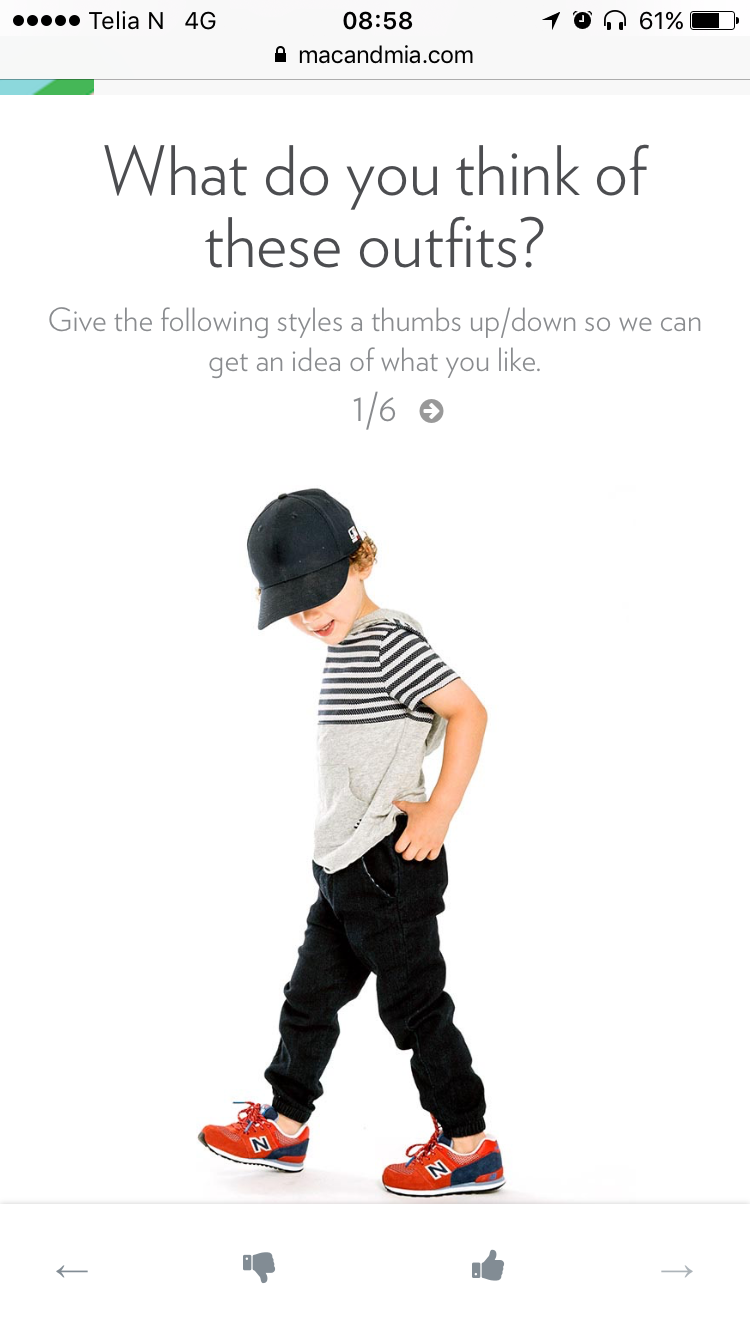 Telia N 4G 08:58 61%
macandmia.com
What do you think of
these outfits?
Give the following styles a thumbs up/down so we can
get an idea of what you like.
1/6
N
N